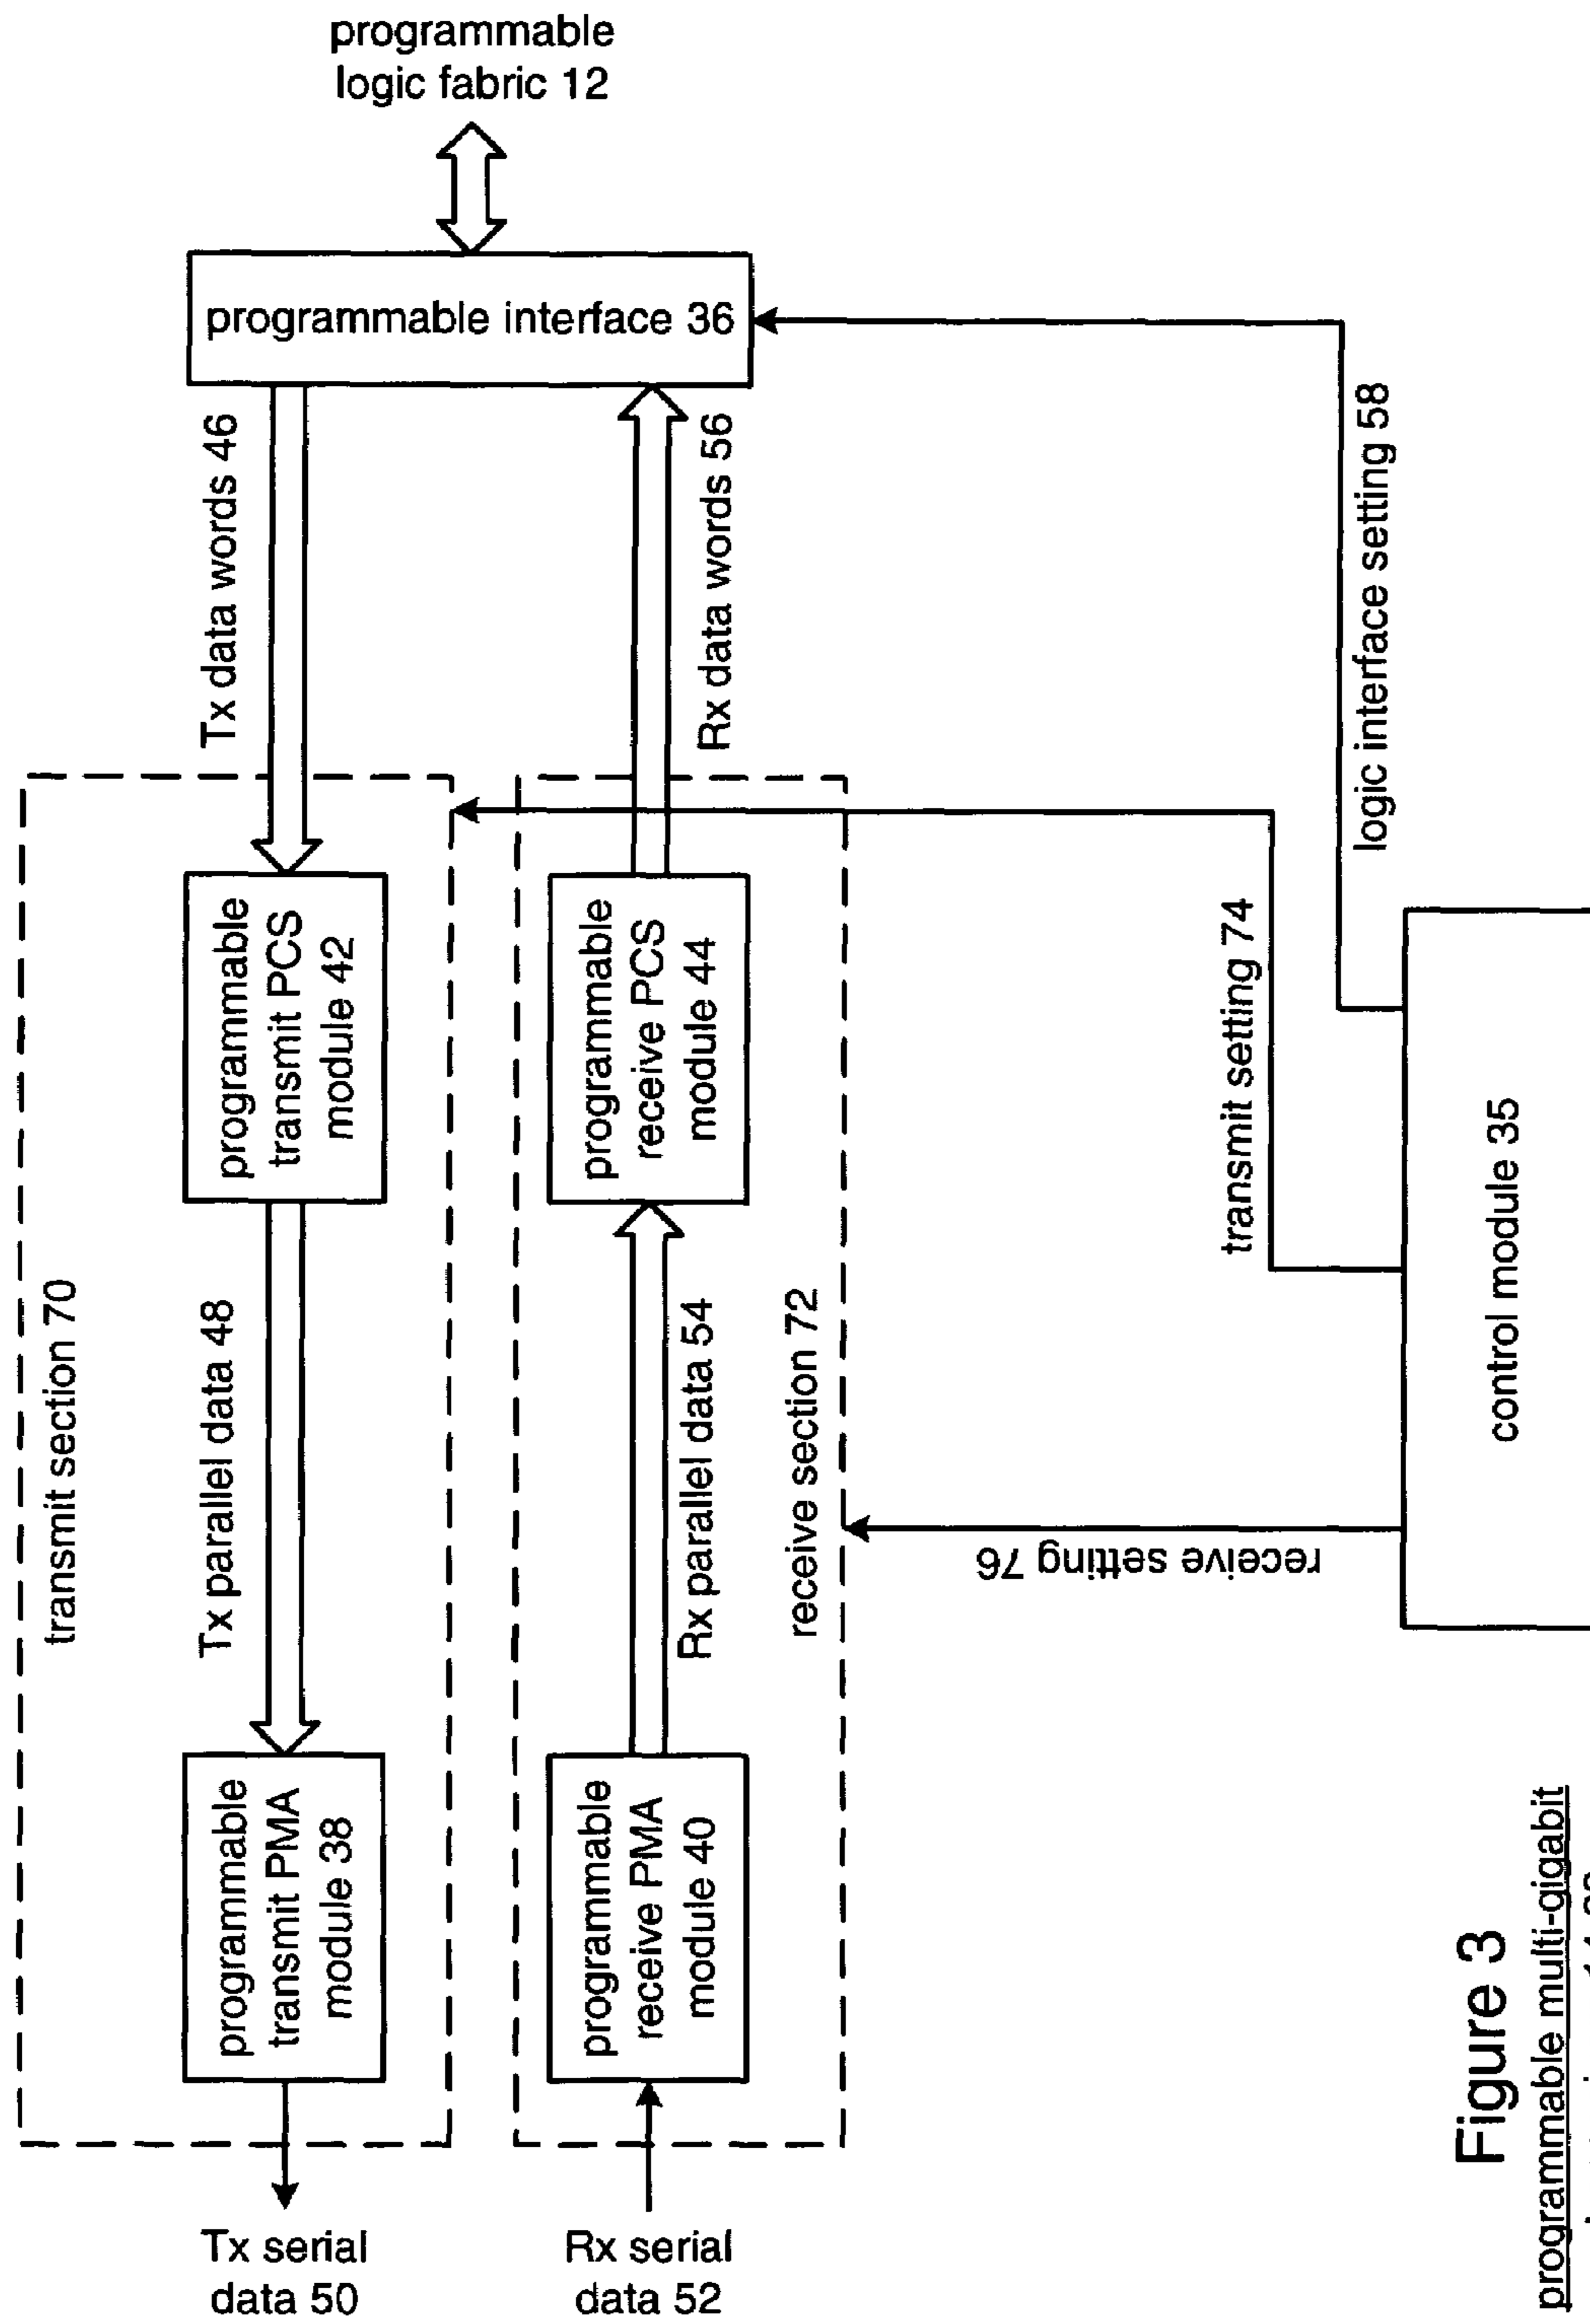 programmable
logic fabric 12
programmable interface 36
Tx data words 46
Rx data words 56
logic interface setting 58
transmit section 70
programmable
transmit PCS
module 42
programmable
receive PCS
module 44
transmit setting 74
Tx parallel data 48
Rx parallel data 54
receive section 72
receive setting 76
control module 35
programmable
transmit PMA
module 38
programmable
receive PMA
module 40
Tx serial
data 50
Rx serial
data 52
Figure 3
programmable multi-gigabit